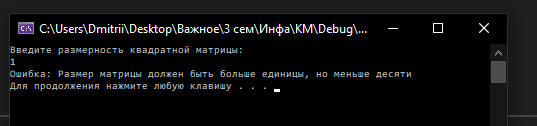 C:\Users\Dmitrii\Desktop\Важное\3 сем\Инфа\КМ\Debug\...
Введите размерность квадратной матрицы:
1
Ошибка: Размер матрицы должен быть больше единицы, но меньше десяти
Для продолжения нажмите любую клавишу . . .